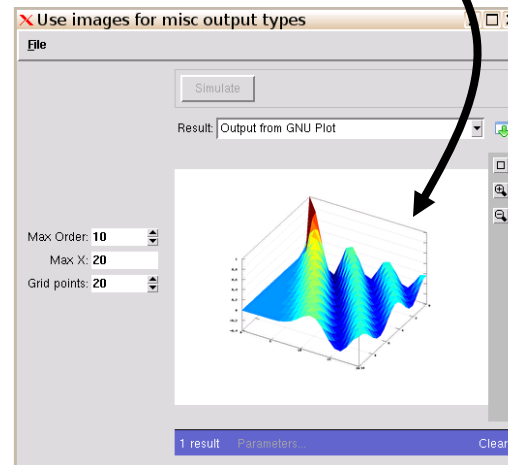 Use images for misc output types
File
Simulate
Result: Output from GNU Plot
Max Order: 10
Max X: 20
Grid points: 20
1 result Parameters... Clear